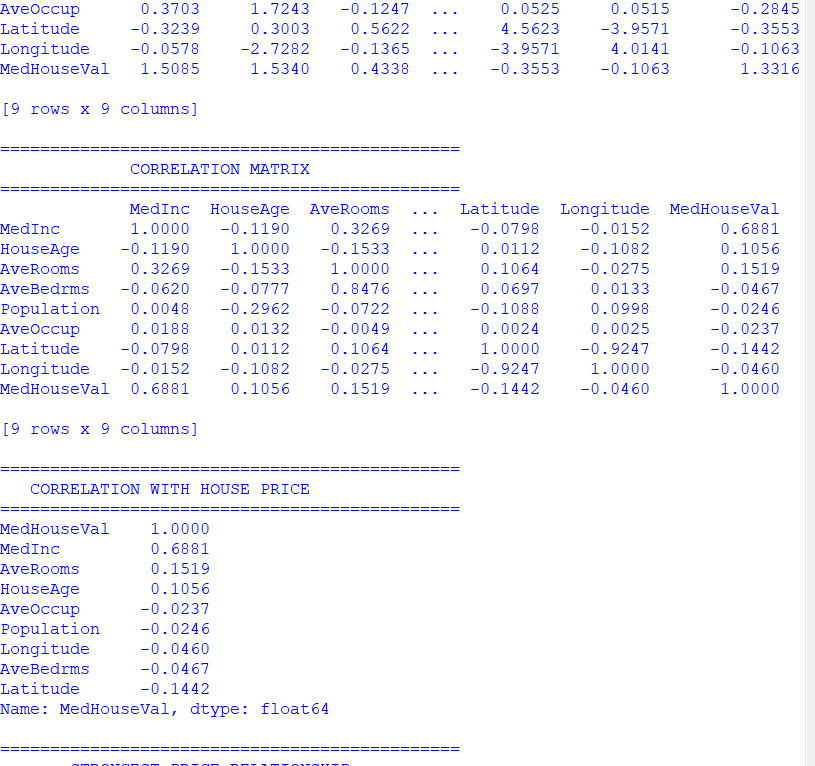 AveOccup 0.3703 1.7243 -0.1247 ... 0.0525 0.0515 -0.2845
Latitude -0.3239 0.3003 0.5622 ... 4.5623 -3.9571 -0.3553
Longitude -0.0578 -2.7282 -0.1365 ... -3.9571 4.0141 -0.1063
MedHouseVal 1.5085 1.5340 0.4338 ... -0.3553 -0.1063 1.3316
[9 rows x 9 columns]
==============================================
CORRELATION MATRIX
==============================================
MedInc HouseAge AveRooms ... Latitude Longitude MedHouseVal
MedInc 1.0000 -0.1190 0.3269 ... -0.0798 -0.0152 0.6881
HouseAge -0.1190 1.0000 -0.1533 ... 0.0112 -0.1082 0.1056
AveRooms 0.3269 -0.1533 1.0000 ... 0.1064 -0.0275 0.1519
AveBedrms -0.0620 -0.0777 0.8476 ... 0.0697 0.0133 -0.0467
Population 0.0048 -0.2962 -0.0722 ... -0.1088 0.0998 -0.0246
AveOccup 0.0188 0.0132 -0.0049 ... 0.0024 0.0025 -0.0237
Latitude -0.0798 0.0112 0.1064 ... 1.0000 -0.9247 -0.1442
Longitude -0.0152 -0.1082 -0.0275 ... -0.9247 1.0000 -0.0460
MedHouseVal 0.6881 0.1056 0.1519 ... -0.1442 -0.0460 1.0000
[9 rows x 9 columns]
==============================================
CORRELATION WITH HOUSE PRICE
==============================================
MedHouseVal 1.0000
MedInc 0.6881
AveRooms 0.1519
HouseAge 0.1056
AveOccup -0.0237
Population -0.0246
Longitude -0.0460
AveBedrms -0.0467
Latitude -0.1442
Name: MedHouseVal, dtype: float64
==============================================
STRONGEST PRICE RELATIONSHIP